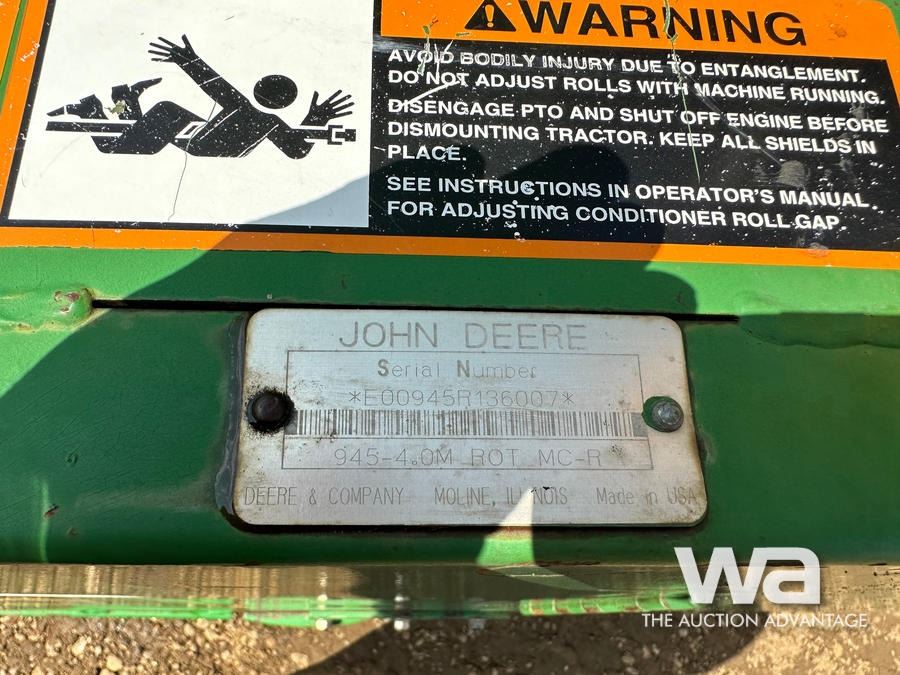 WARNING
AVOID BODILY INJURY DUE TO ENTANGLEMENT.
DO NOT ADJUST ROLLS WITH MACHINE RUNNING.
DISENGAGE PTO AND SHUT OFF ENGINE BEFORE
DISMOUNTING TRACTOR. KEEP ALL SHIELDS IN
PLACE.
SEE INSTRUCTIONS IN OPERATOR'S MANUAL.
FOR ADJUSTING CONDITIONER ROLL GAP.
JOHN DEERE
Serial Number
*E00945R136007*
945-4.0M ROT MC-R
DEERE & COMPANY MOLINE, ILLINOIS Made in USA
wa
THE AUCTION ADVANTAGE